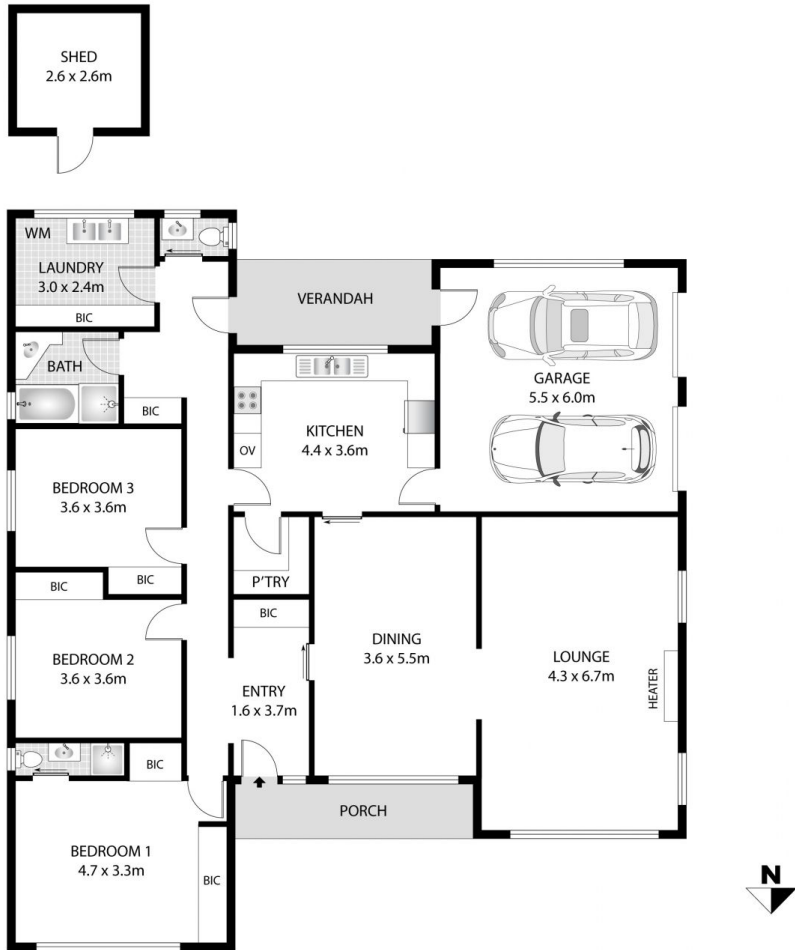 SHED
2.6 x 2.6m
WM
LAUNDRY
3.0 x 2.4m
BIC
VERANDAH
BATH
BIC
GARAGE
5.5 x 6.0m
KITCHEN
4.4 x 3.6m
OV
BEDROOM 3
3.6 x 3.6m
BIC
BIC
P'TRY
BIC
BEDROOM 2
3.6 x 3.6m
DINING
3.6 x 5.5m
LOUNGE
4.3 x 6.7m
HEATER
ENTRY
1.6 x 3.7m
BIC
PORCH
BEDROOM 1
4.7 x 3.3m
BIC
N